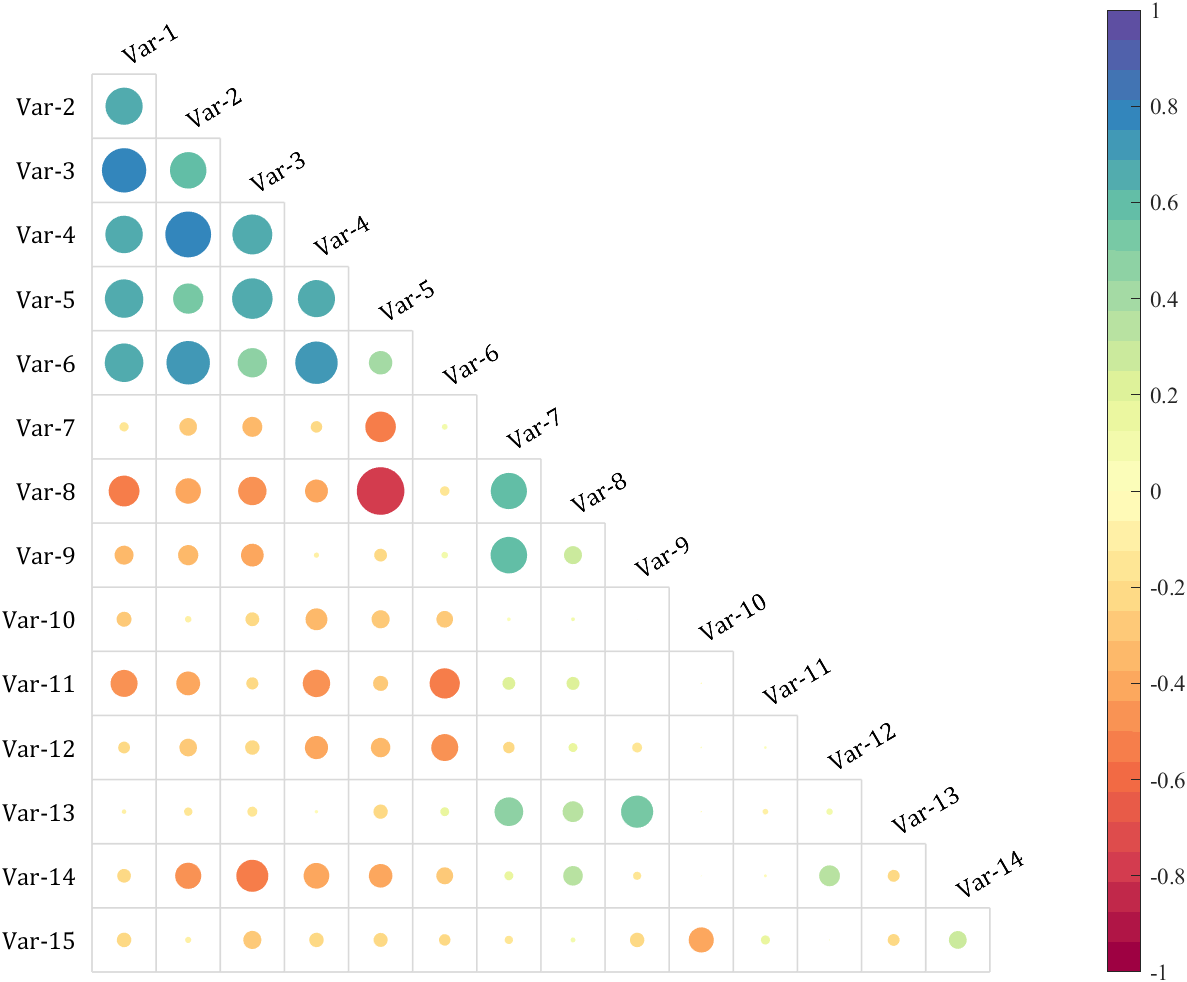 Var-1
Var-2
Var-2
Var-3
Var-3
Var-4
Var-4
Var-5
Var-5
Var-6
Var-6
Var-7
Var-7
Var-8
Var-8
Var-9
Var-9
Var-10
Var-10
Var-11
Var-11
Var-12
Var-12
Var-13
Var-13
Var-14
Var-14
Var-15
1
0.8
0.6
0.4
0.2
0
-0.2
-0.4
-0.6
-0.8
-1